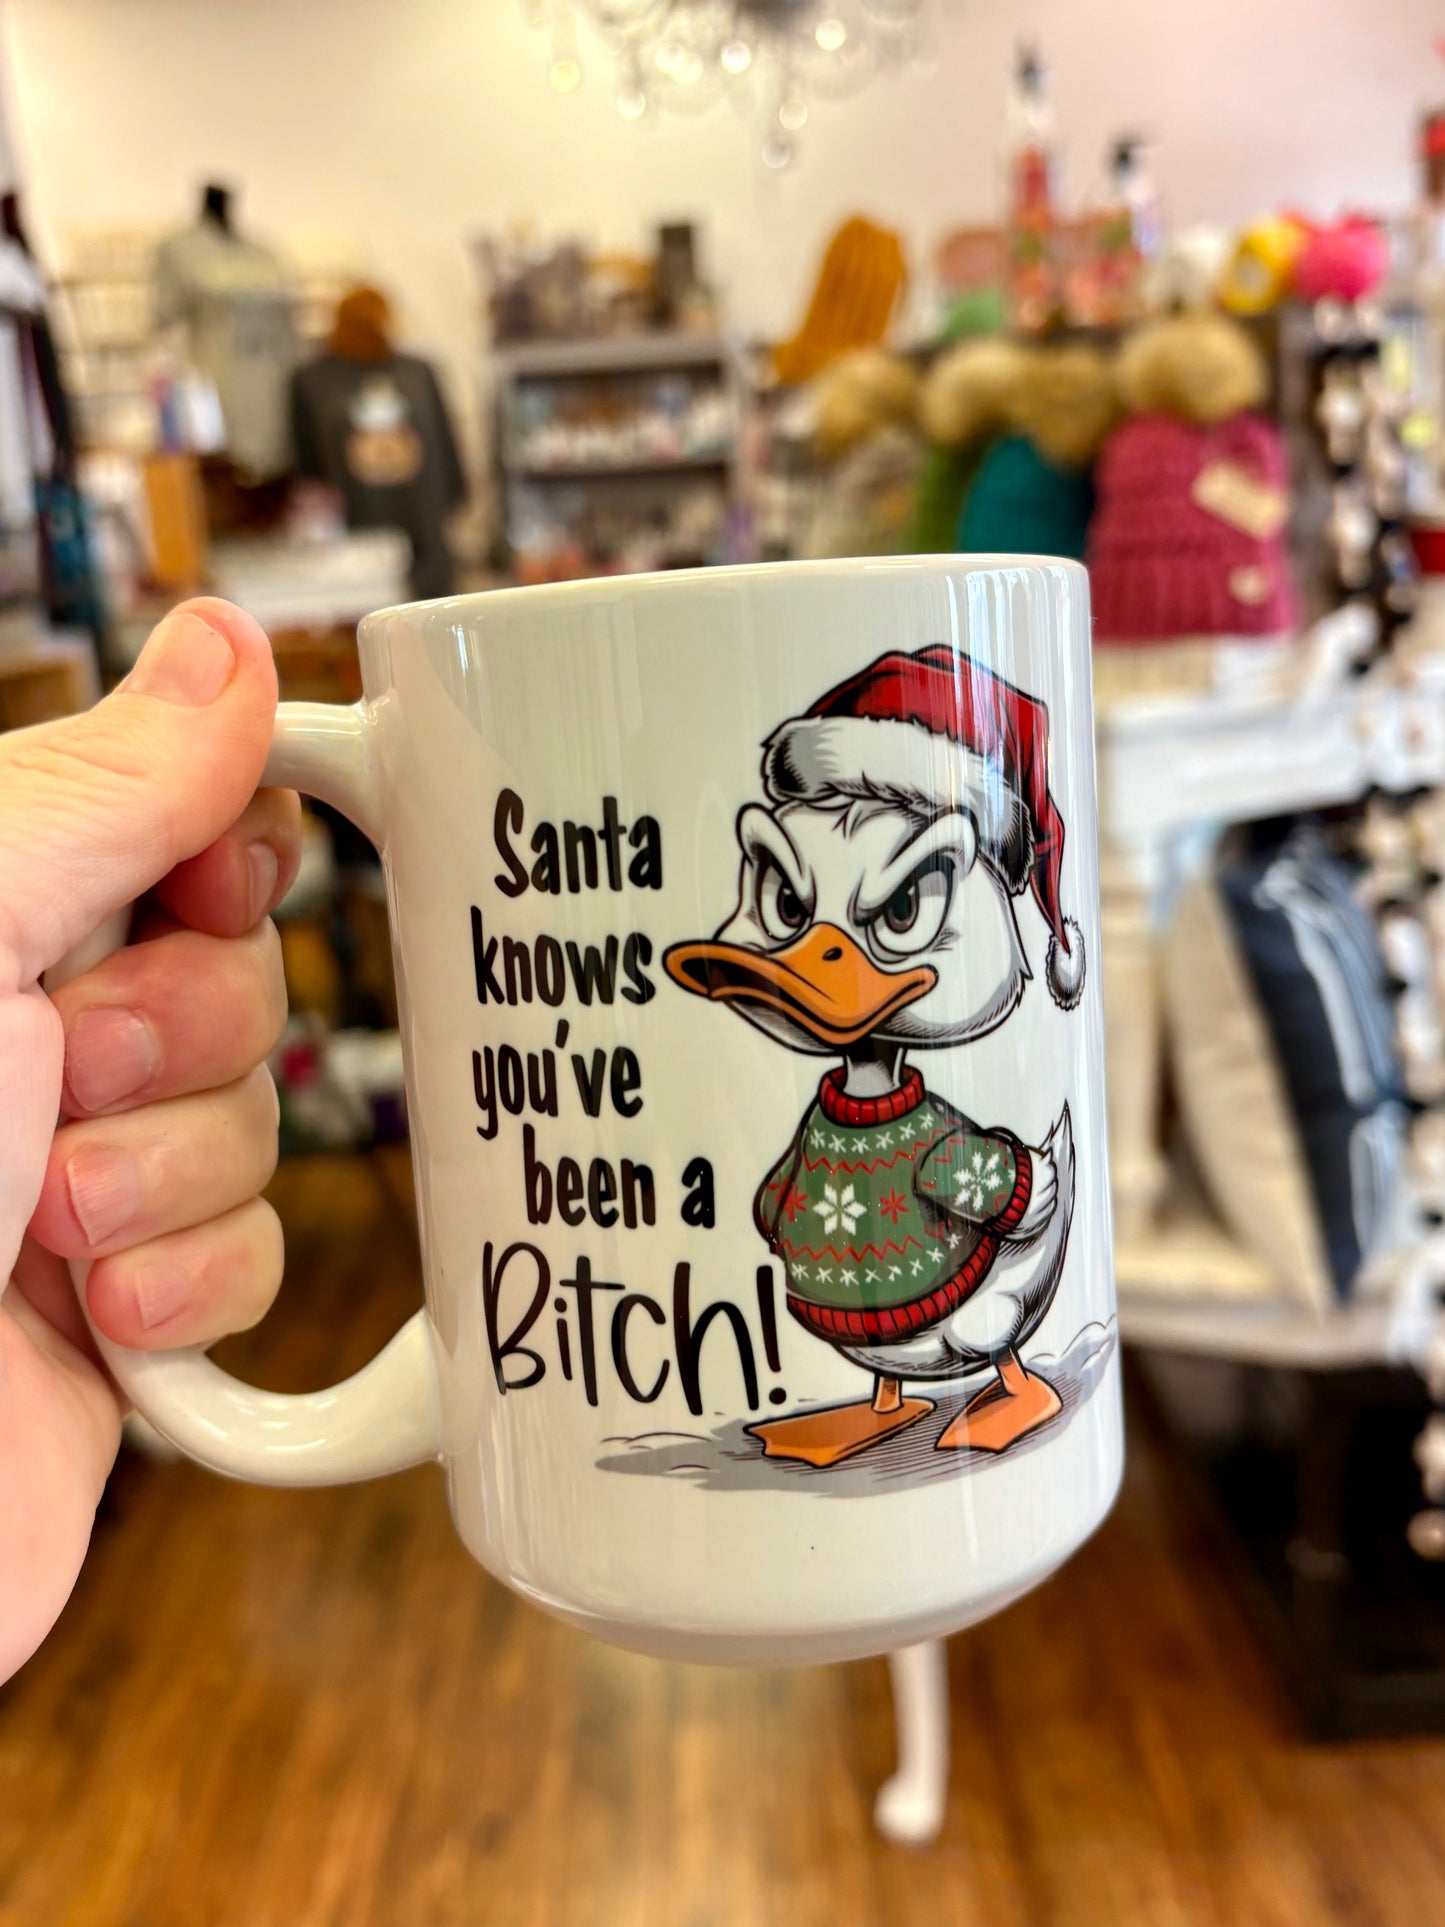 Santa
knows
you've
been a
Bitch!